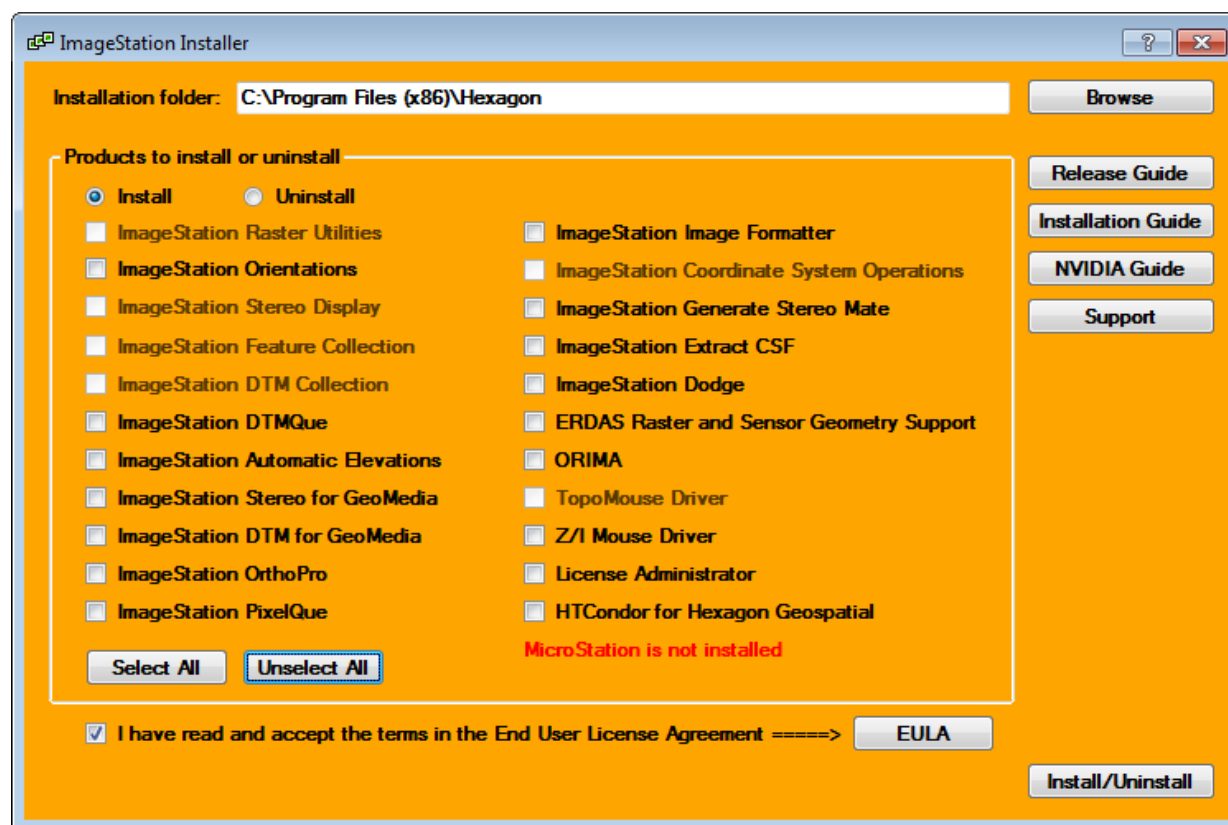 ImageStation Installer
Installation folder: C:\Program Files (x86)\Hexagon Browse
Products to install or uninstall
Install Uninstall
ImageStation Raster Utilities
ImageStation Orientations
ImageStation Stereo Display
ImageStation Feature Collection
ImageStation DTM Collection
ImageStation DTMQue
ImageStation Automatic Elevations
ImageStation Stereo for GeoMedia
ImageStation DTM for GeoMedia
ImageStation OrthoPro
ImageStation PixelQue
ImageStation Image Formatter
ImageStation Coordinate System Operations
ImageStation Generate Stereo Mate
ImageStation Extract CSF
ImageStation Dodge
ERDAS Raster and Sensor Geometry Support
ORIMA
TopoMouse Driver
Z/I Mouse Driver
License Administrator
HTCondor for Hexagon Geospatial
MicroStation is not installed
Select All Unselect All
Release Guide
Installation Guide
NVIDIA Guide
Support
I have read and accept the terms in the End User License Agreement =====> EULA
Install/Uninstall